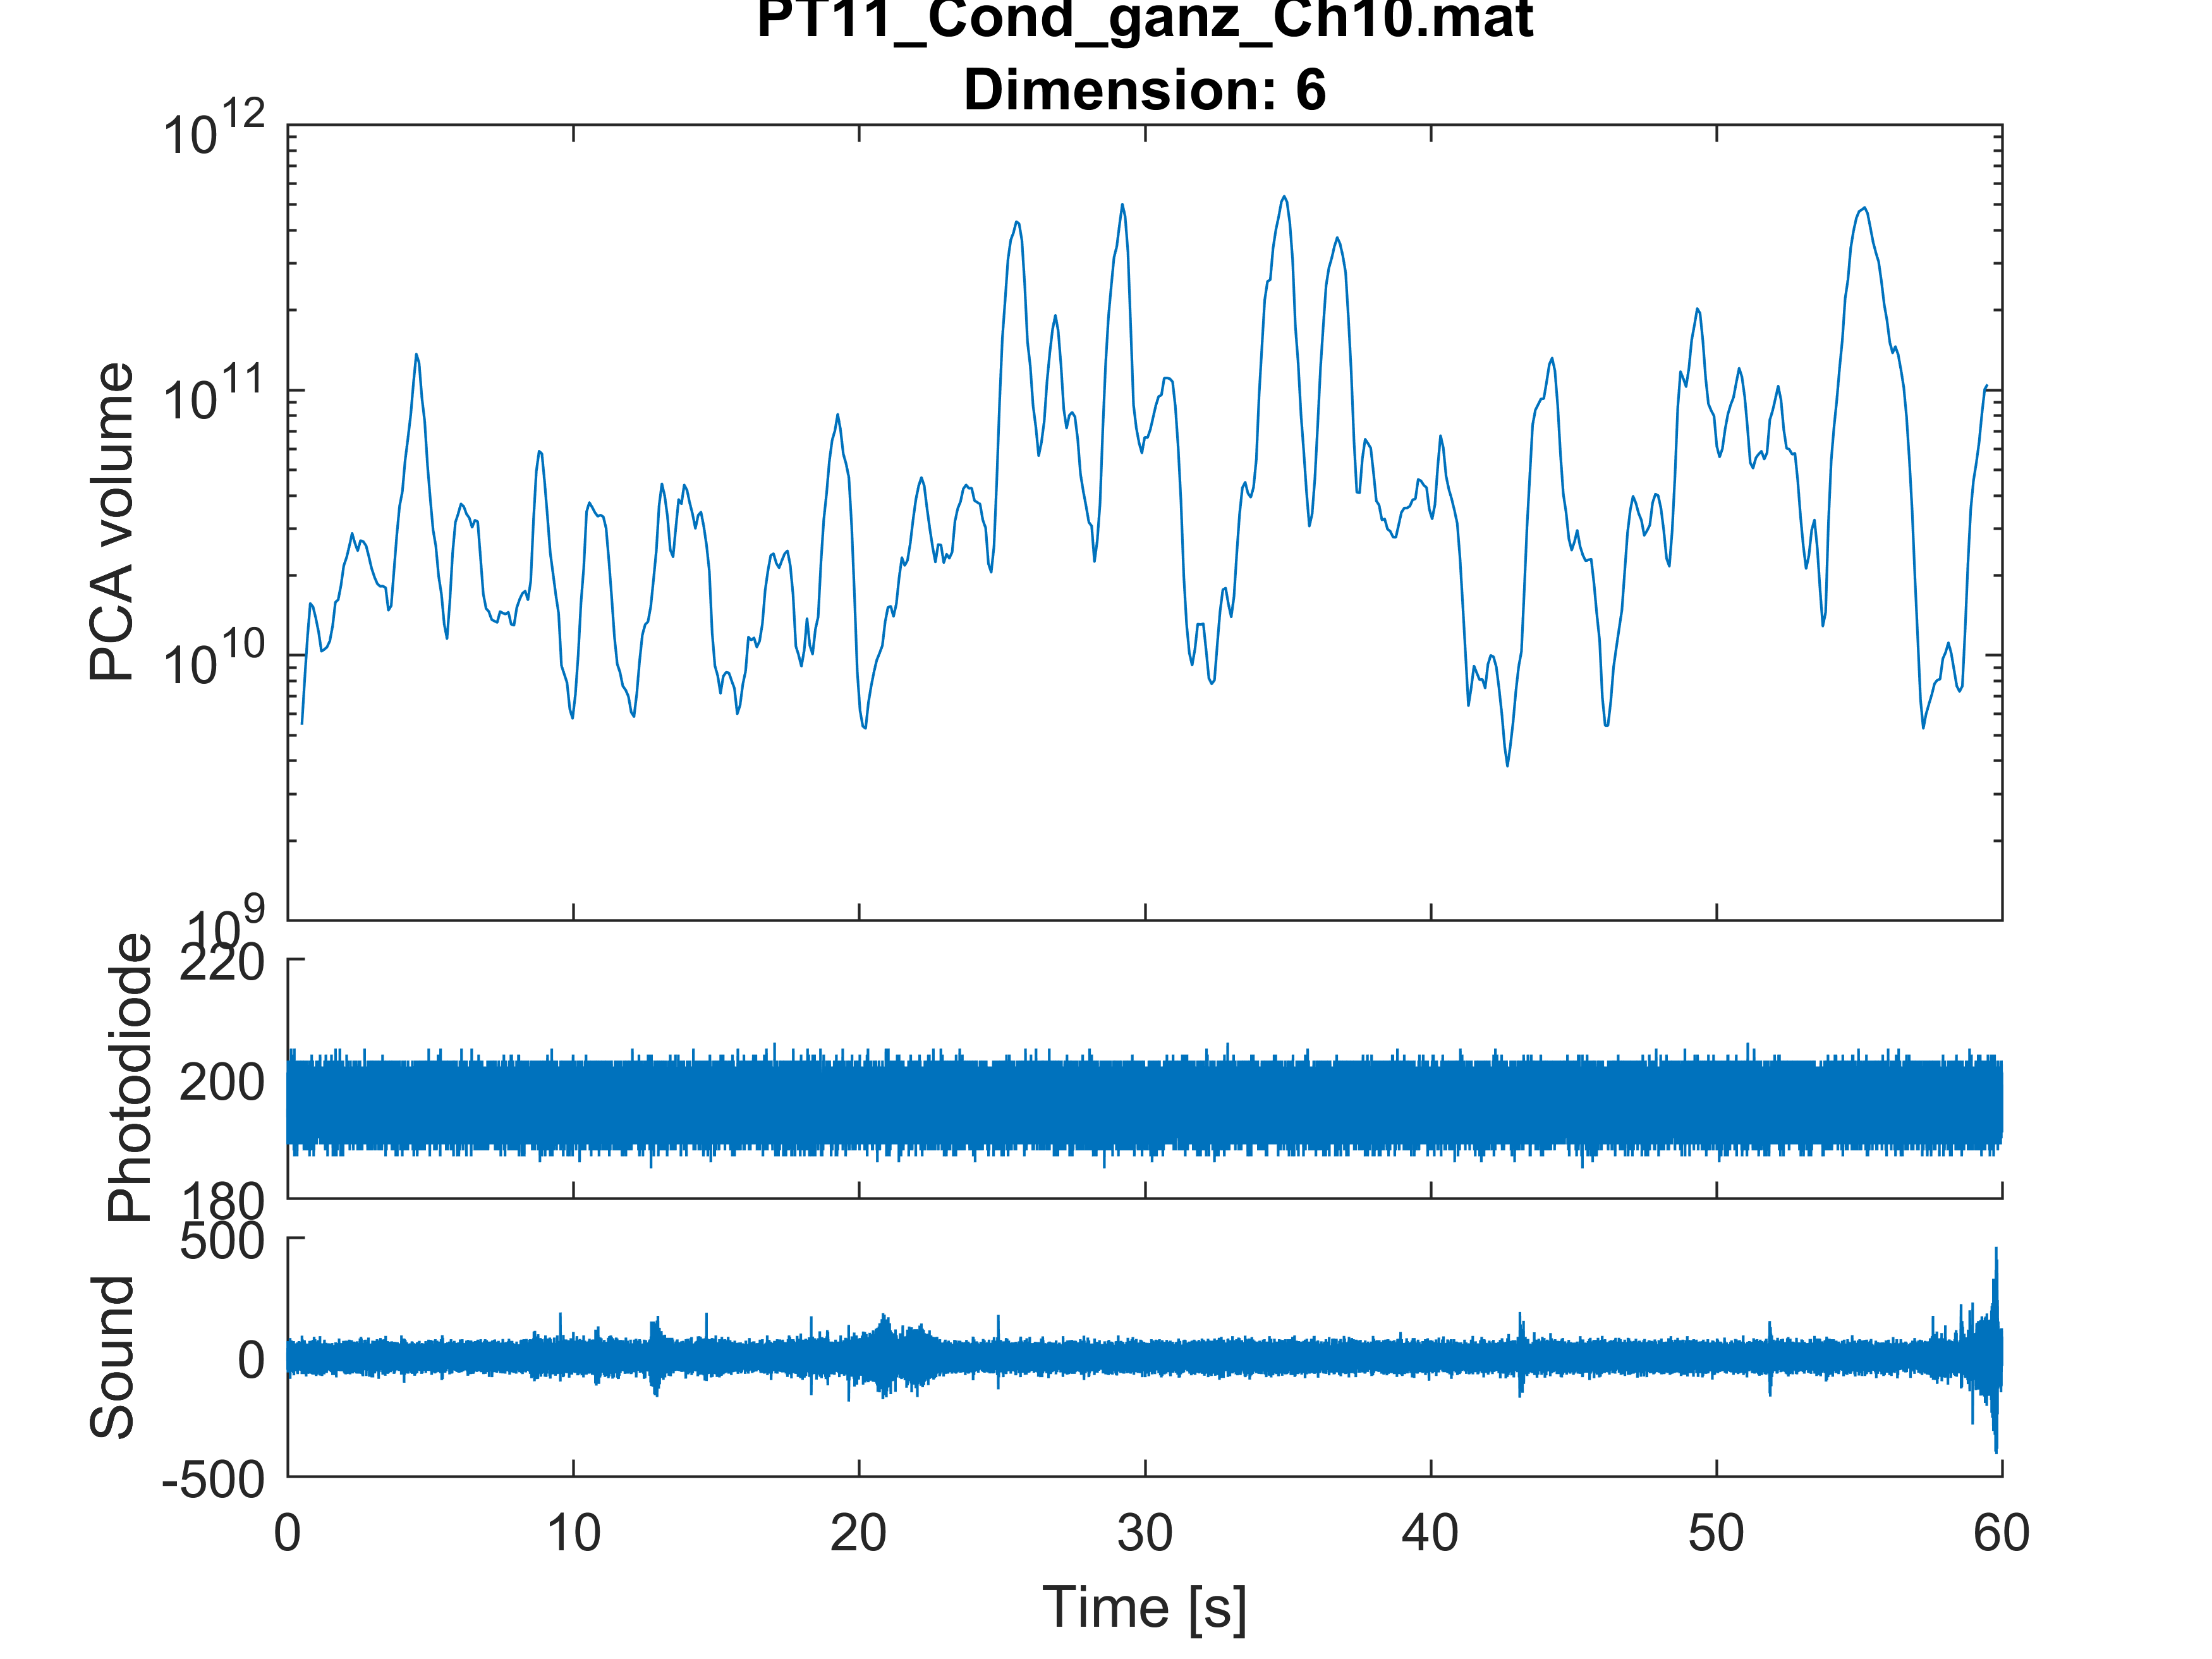 PT11_Cond_ganz_Ch10.mat
Dimension: 6
10^12
10^11
10^10
10^9
PCA volume
220
200
180
Photodiode
500
0
-500
Sound
0 10 20 30 40 50 60
Time [s]